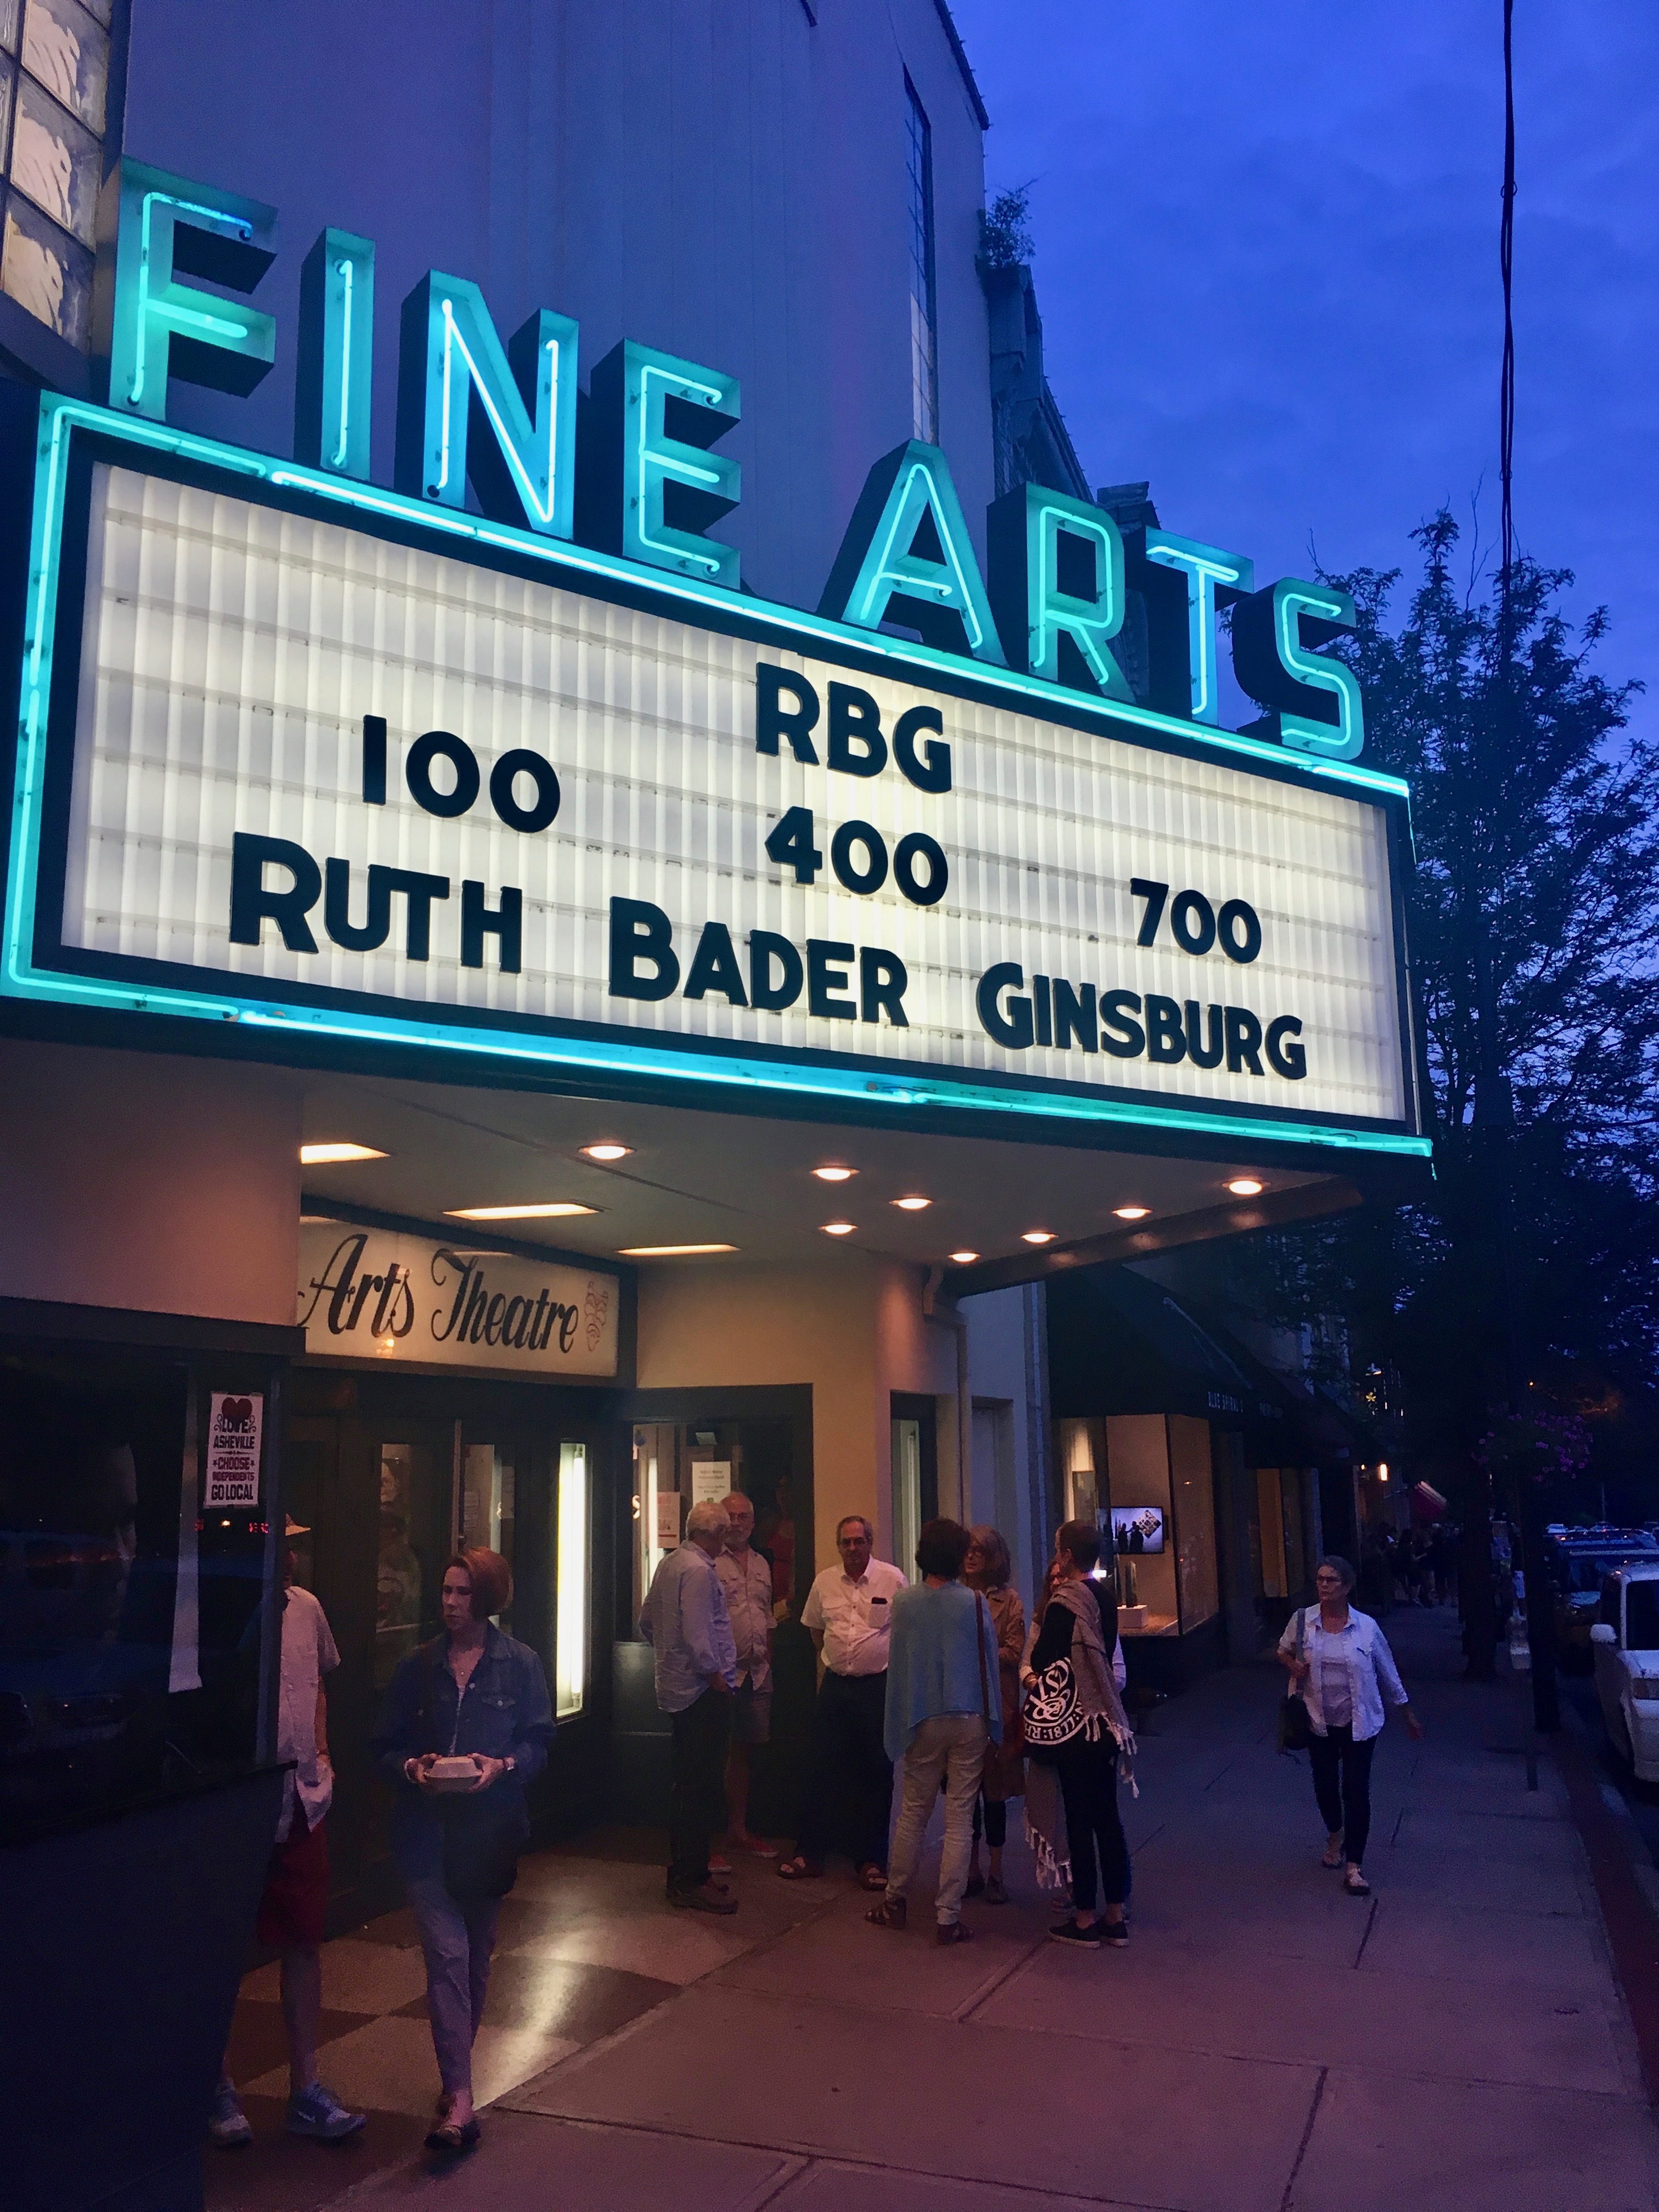 FINE ARTS
RBG
100 400 700
RUTH BADER GINSBURG
Arts Theatre
LOVE
ASHEVILLE
CHOOSE
INDEPENDENTS
GO LOCAL